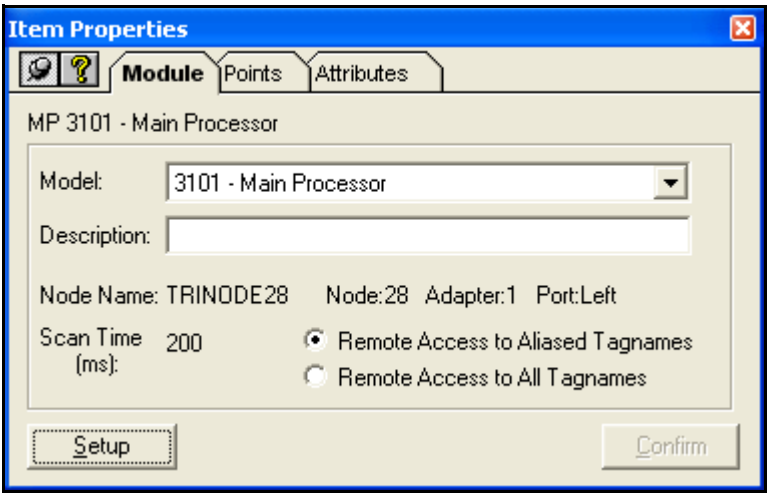 Item Properties
? Module Points Attributes
MP 3101 - Main Processor
Model: 3101 - Main Processor
Description:
Node Name: TRINODE28 Node:28 Adapter:1 Port:Left
Scan Time (ms): 200
Remote Access to Aliased Tagnames
Remote Access to All Tagnames
Setup Confirm